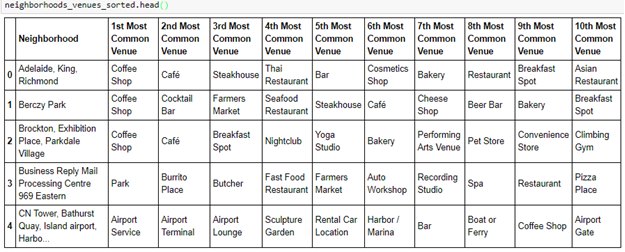 neighborhoods_venues_sorted.head()
Neighborhood 1st Most Common Venue 2nd Most Common Venue 3rd Most Common Venue 4th Most Common Venue 5th Most Common Venue 6th Most Common Venue 7th Most Common Venue 8th Most Common Venue 9th Most Common Venue 10th Most Common Venue
0 Adelaide, King, Richmond Coffee Shop Café Steakhouse Thai Restaurant Bar Cosmetics Shop Bakery Restaurant Breakfast Spot Asian Restaurant
1 Berczy Park Coffee Shop Cocktail Bar Farmers Market Seafood Restaurant Steakhouse Café Cheese Shop Beer Bar Bakery Breakfast Spot
2 Brockton, Exhibition Place, Parkdale Village Coffee Shop Café Breakfast Spot Nightclub Yoga Studio Bakery Performing Arts Venue Pet Store Convenience Store Climbing Gym
3 Business Reply Mail Processing Centre 969 Eastern Park Burrito Place Butcher Fast Food Restaurant Farmers Market Auto Workshop Recording Studio Spa Restaurant Pizza Place
4 CN Tower, Bathurst Quay, Island airport, Harbo... Airport Service Airport Terminal Airport Lounge Sculpture Garden Rental Car Location Harbor / Marina Bar Boat or Ferry Coffee Shop Airport Gate